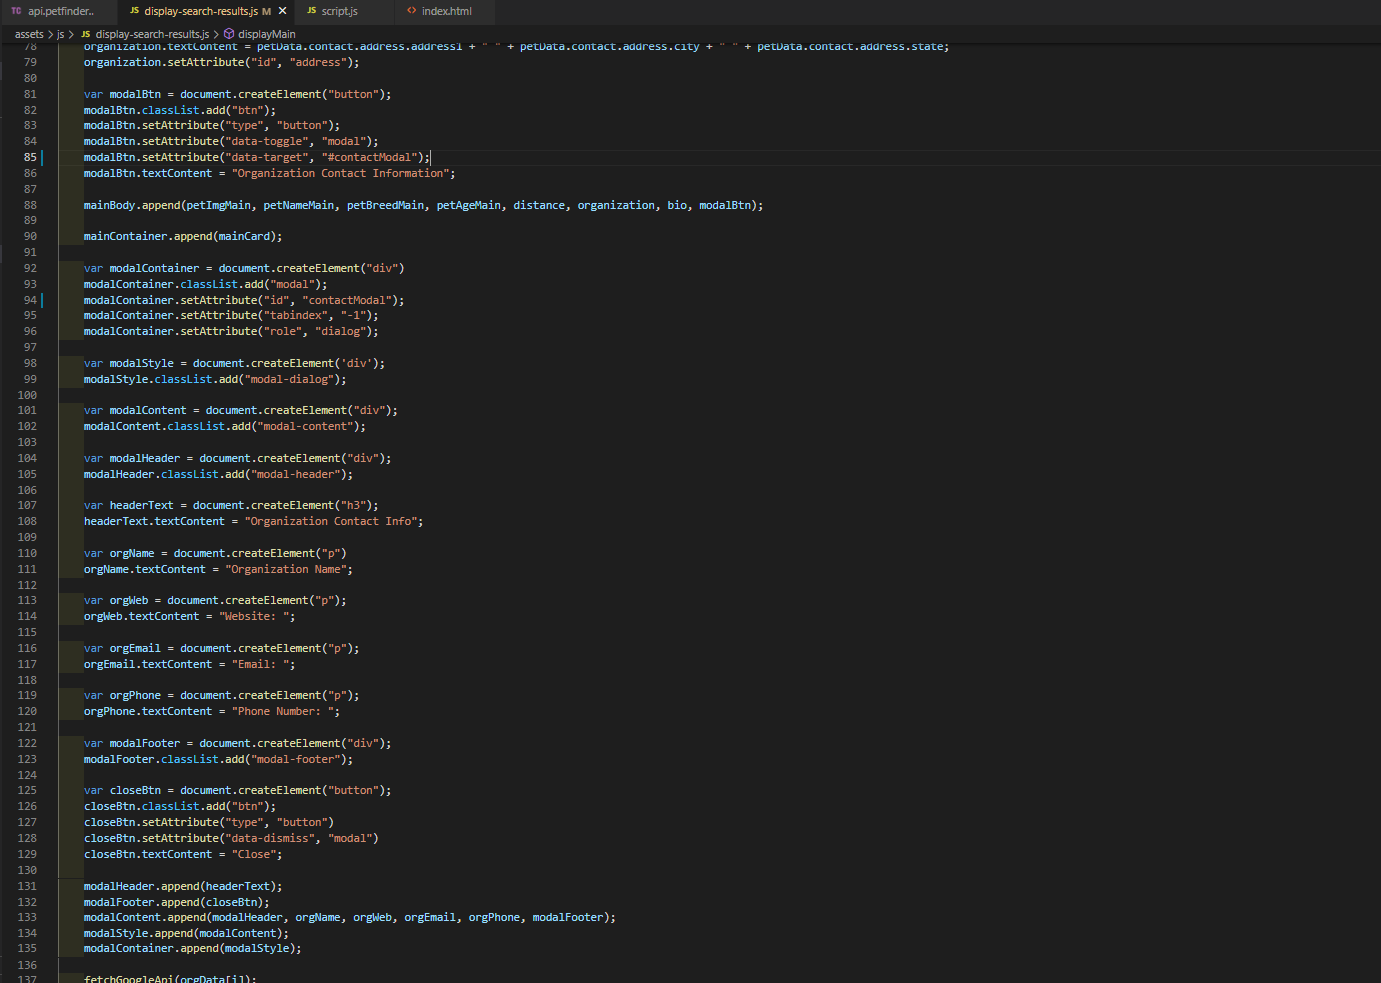 TC api.petfinder..
JS display-search-results.js M ×
JS script.js
<> index.html
assets > js > JS display-search-results.js > displayMain
78 organization.textContent = petData.contact.address.address1 + " " + petData.contact.address.city + " " + petData.contact.address.state;
79 organization.setAttribute("id", "address");
80
81 var modalBtn = document.createElement("button");
82 modalBtn.classList.add("btn");
83 modalBtn.setAttribute("type", "button");
84 modalBtn.setAttribute("data-toggle", "modal");
85 modalBtn.setAttribute("data-target", "#contactModal");
86 modalBtn.textContent = "Organization Contact Information";
87
88 mainBody.append(petImgMain, petNameMain, petBreedMain, petAgeMain, distance, organization, bio, modalBtn);
89
90 mainContainer.append(mainCard);
91
92 var modalContainer = document.createElement("div")
93 modalContainer.classList.add("modal");
94 modalContainer.setAttribute("id", "contactModal");
95 modalContainer.setAttribute("tabindex", "-1");
96 modalContainer.setAttribute("role", "dialog");
97
98 var modalStyle = document.createElement('div');
99 modalStyle.classList.add("modal-dialog");
100
101 var modalContent = document.createElement("div");
102 modalContent.classList.add("modal-content");
103
104 var modalHeader = document.createElement("div");
105 modalHeader.classList.add("modal-header");
106
107 var headerText = document.createElement("h3");
108 headerText.textContent = "Organization Contact Info";
109
110 var orgName = document.createElement("p")
111 orgName.textContent = "Organization Name";
112
113 var orgWeb = document.createElement("p");
114 orgWeb.textContent = "Website: ";
115
116 var orgEmail = document.createElement("p");
117 orgEmail.textContent = "Email: ";
118
119 var orgPhone = document.createElement("p");
120 orgPhone.textContent = "Phone Number: ";
121
122 var modalFooter = document.createElement("div");
123 modalFooter.classList.add("modal-footer");
124
125 var closeBtn = document.createElement("button");
126 closeBtn.classList.add("btn");
127 closeBtn.setAttribute("type", "button")
128 closeBtn.setAttribute("data-dismiss", "modal")
129 closeBtn.textContent = "Close";
130
131 modalHeader.append(headerText);
132 modalFooter.append(closeBtn);
133 modalContent.append(modalHeader, orgName, orgWeb, orgEmail, orgPhone, modalFooter);
134 modalStyle.append(modalContent);
135 modalContainer.append(modalStyle);
136
137 fetchGoogleApi(orgData[i]);